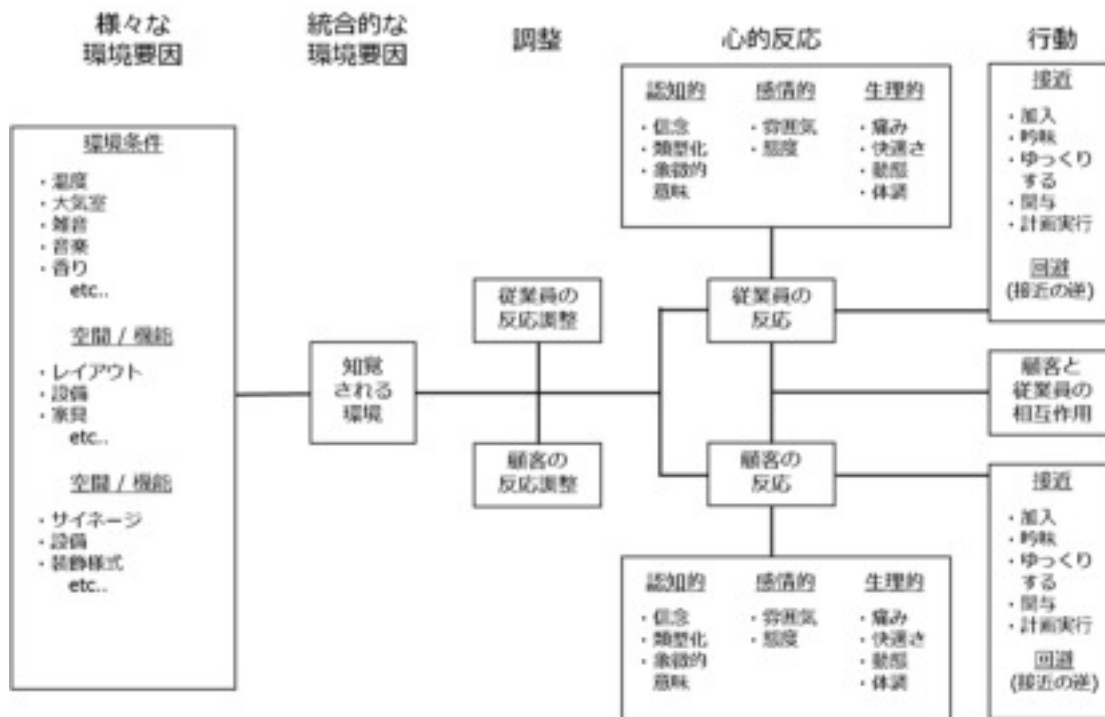 様々な
環境要因
統合的な
環境要因
調整
心的反応
行動
環境条件
・温度
・大気室
・雑音
・音楽
・香り
etc..
空間 / 機能
・レイアウト
・設備
・家具
etc..
空間 / 機能
・サイネージ
・設備
・装飾様式
etc..
知覚
される
環境
従業員の
反応調整
顧客の
反応調整
認知的
・信念
・類型化
・象徴的
意味
感情的
・雰囲気
・態度
生理的
・痛み
・快適さ
・動態
・体調
従業員の
反応
顧客の
反応
認知的
・信念
・類型化
・象徴的
意味
感情的
・雰囲気
・態度
生理的
・痛み
・快適さ
・動態
・体調
接近
・加入
・吟味
・ゆっくり
する
・関与
・計画実行
回避
(接近の逆)
顧客と
従業員の
相互作用
接近
・加入
・吟味
・ゆっくり
する
・関与
・計画実行
回避
(接近の逆)